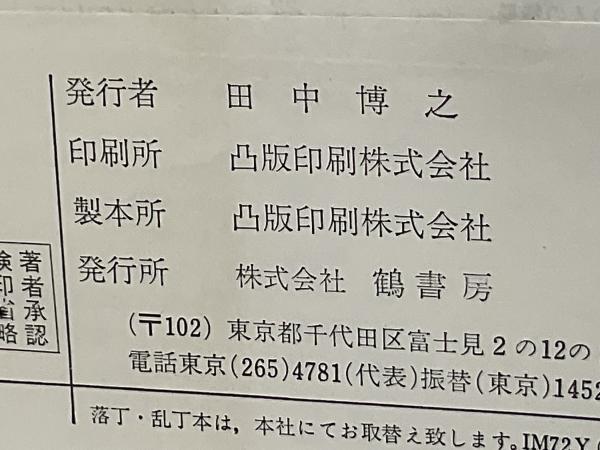 発行者 田中博之
印刷所 凸版印刷株式会社
製本所 凸版印刷株式会社
発行所 株式会社 鶴書房
(〒102) 東京都千代田区富士見2の12の
電話東京(265)4781(代表)振替(東京)1452
落丁・乱丁本は，本社にてお取替え致します。IM72Y
著者承認
検印省略